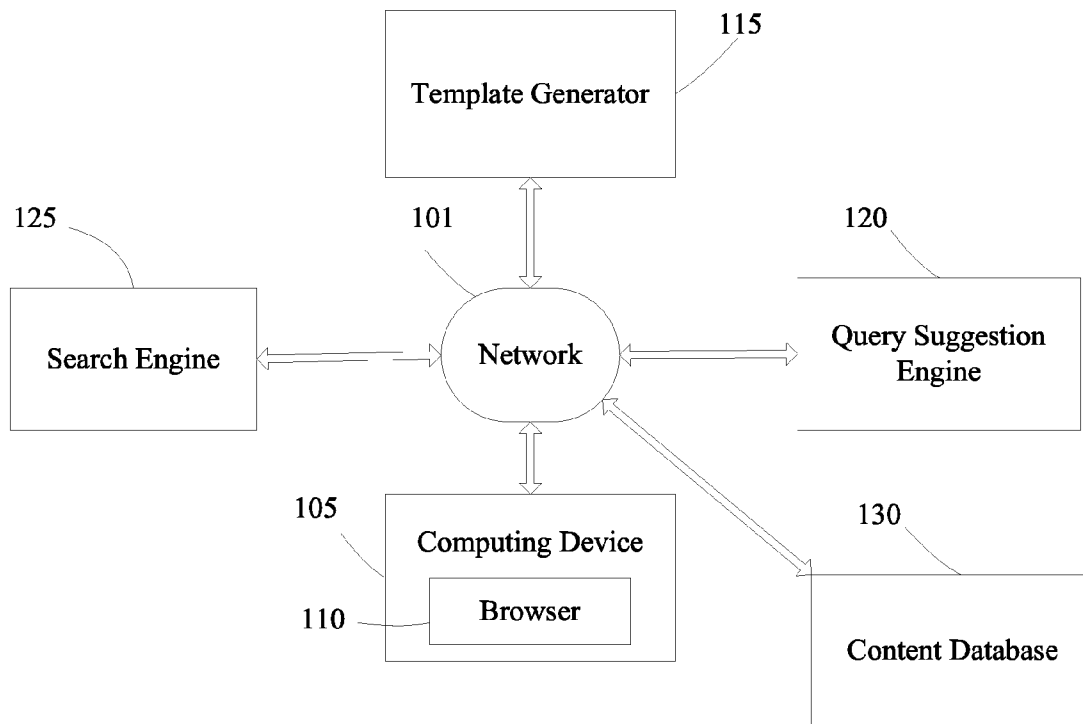 115
Template Generator
125
101
120
Search Engine
Network
Query Suggestion
Engine
105
Computing Device
130
110
Browser
Content Database